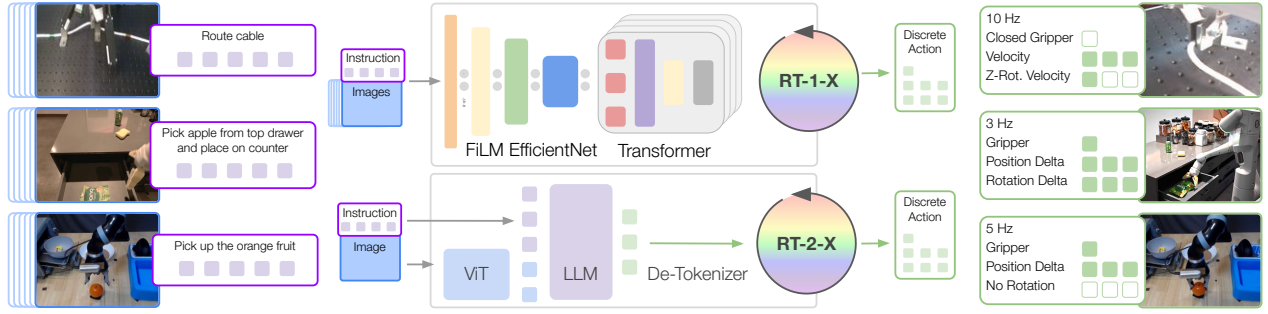 Route cable
Pick apple from top drawer
and place on counter
Pick up the orange fruit
Instruction
Images
FiLM EfficientNet
Transformer
RT-1-X
Discrete
Action
Instruction
Image
ViT
LLM
De-Tokenizer
RT-2-X
Discrete
Action
10 Hz
Closed Gripper
Velocity
Z-Rot. Velocity
3 Hz
Gripper
Position Delta
Rotation Delta
5 Hz
Gripper
Position Delta
No Rotation